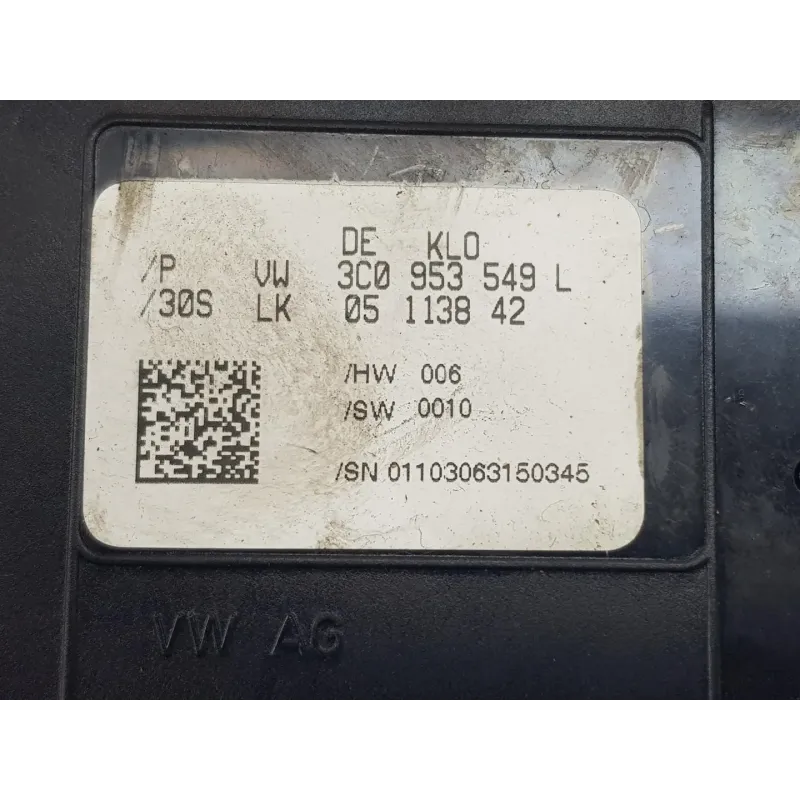 DE KLO
/P VW 3C0 953 549 L
/30S LK 05 1138 42
/HW 006
/SW 0010
/SN 01103063150345
VW AG